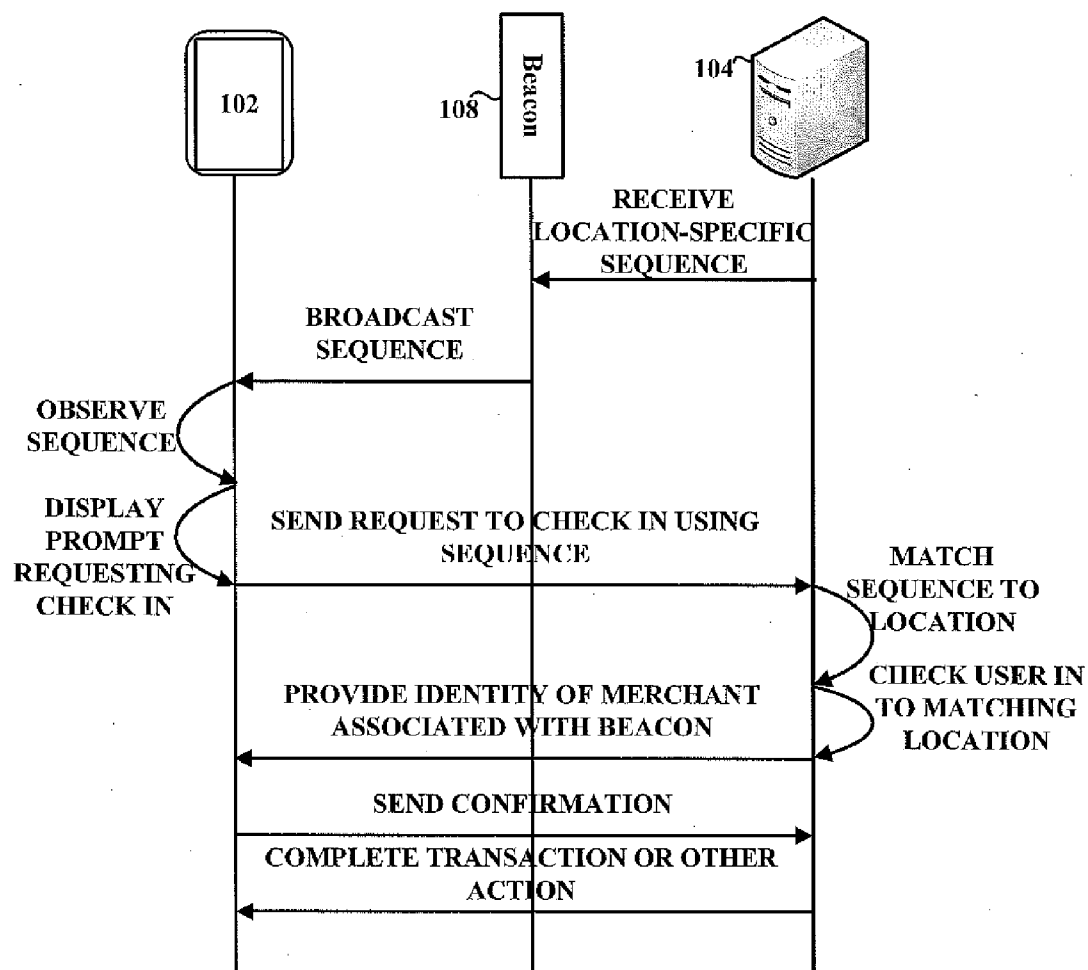 102
108
Beacon
104
RECEIVE
LOCATION-SPECIFIC
SEQUENCE
BROADCAST
SEQUENCE
OBSERVE
SEQUENCE
DISPLAY
PROMPT
REQUESTING
CHECK IN
SEND REQUEST TO CHECK IN USING
SEQUENCE
MATCH
SEQUENCE TO
LOCATION
CHECK USER IN
TO MATCHING
LOCATION
PROVIDE IDENTITY OF MERCHANT
ASSOCIATED WITH BEACON
SEND CONFIRMATION
COMPLETE TRANSACTION OR OTHER
ACTION